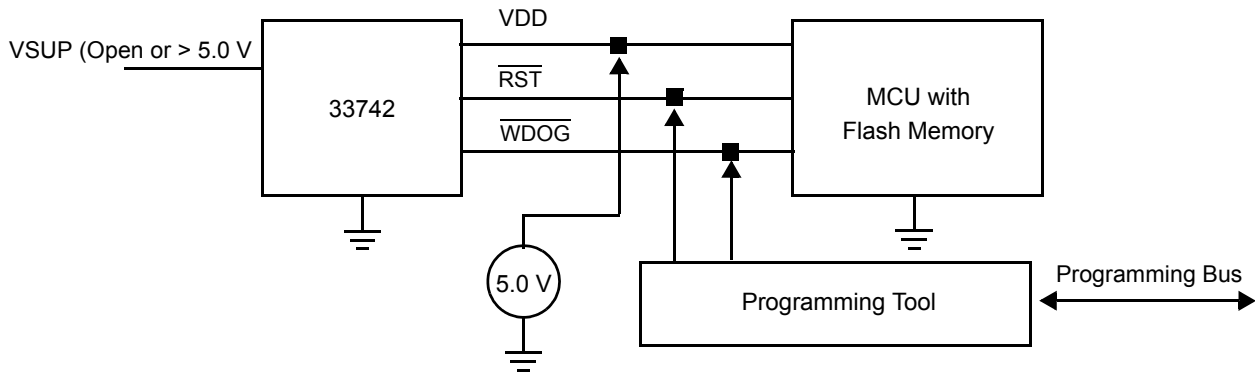 VDD
VSUP (Open or > 5.0 V
RST
33742
MCU with
Flash Memory
WDOG
5.0 V
Programming Tool
Programming Bus